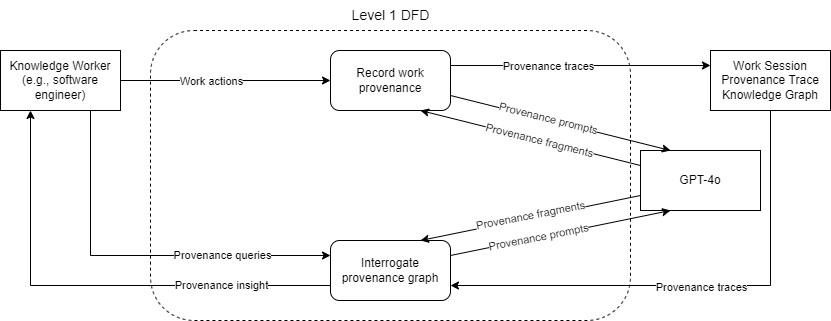 Level 1 DFD
Knowledge Worker
(e.g., software
engineer)
Work actions
Record work
provenance
Provenance traces
Work Session
Provenance Trace
Knowledge Graph
Provenance prompts
Provenance fragments
GPT-4o
Provenance fragments
Provenance prompts
Provenance queries
Interrogate
provenance graph
Provenance insight
Provenance traces